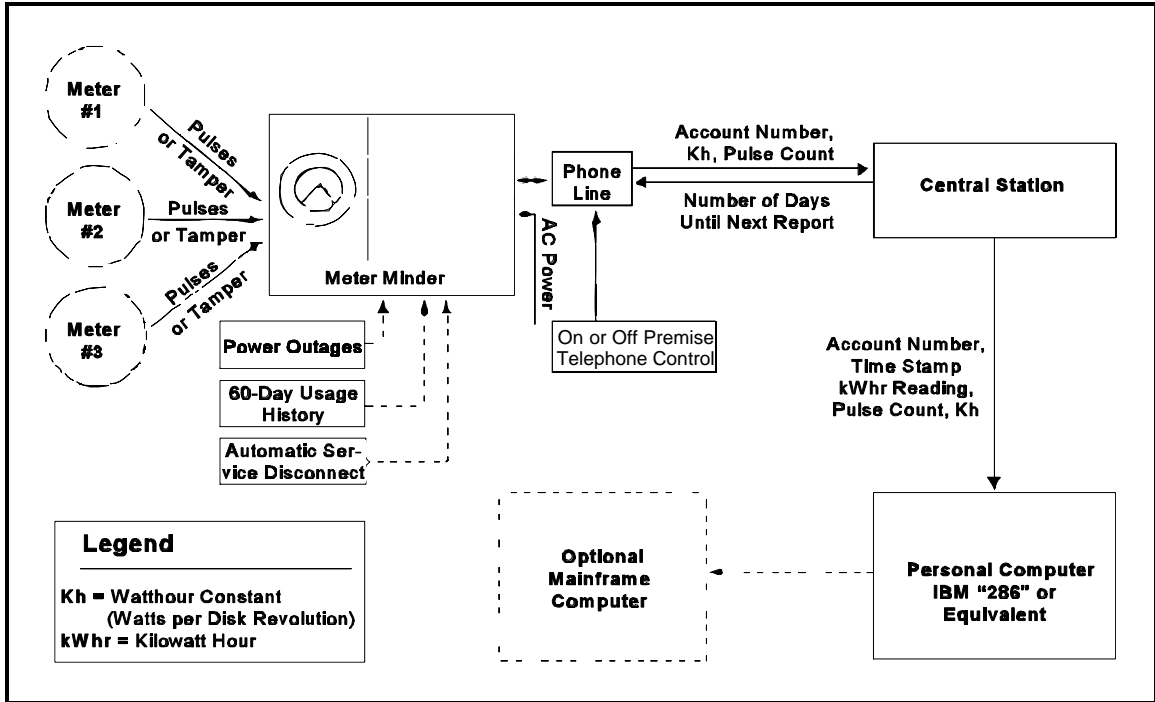 Meter
#1
Pulses
or Tamper
Meter
#2
Pulses
or Tamper
Meter
#3
Pulses
or Tamper
Meter Minder
AC Power
Phone
Line
Account Number,
Kh, Pulse Count
Number of Days
Until Next Report
Central Station
Power Outages
60-Day Usage
History
Automatic Ser-
vice Disconnect
On or Off Premise
Telephone Control
Account Number,
Time Stamp
kWhr Reading,
Pulse Count, Kh
Legend
Kh = Watthour Constant
(Watts per Disk Revolution)
kWhr = Kilowatt Hour
Optional
Mainframe
Computer
Personal Computer
IBM “286” or
Equivalent